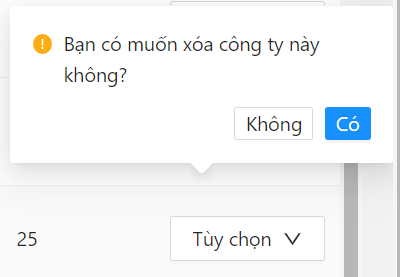 Bạn có muốn xóa công ty này
không?
Không Có
25 Tùy chọn